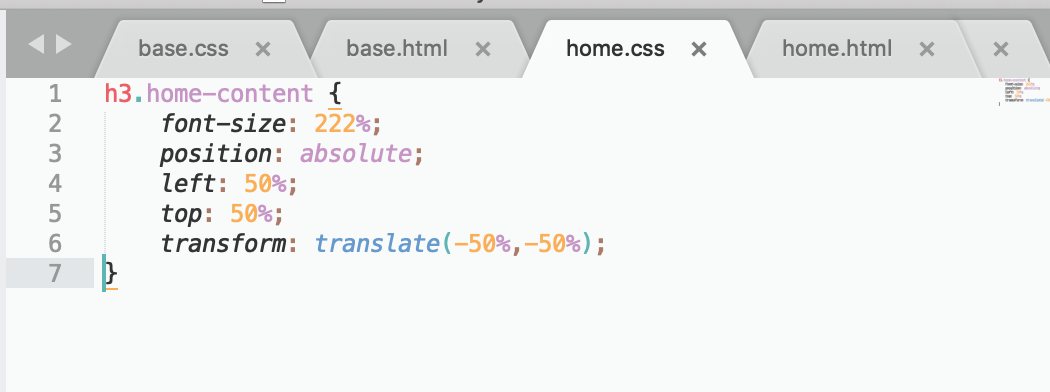 base.css × base.html × home.css × home.html × ×
1 h3.home-content {
2 font-size: 222%;
3 position: absolute;
4 left: 50%;
5 top: 50%;
6 transform: translate(-50%,-50%);
7 }